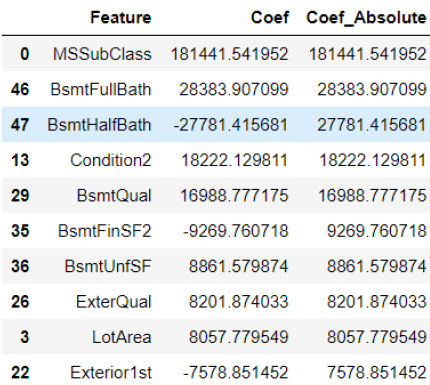 Feature Coef Coef_Absolute
0 MSSubClass 181441.541952 181441.541952
46 BsmtFullBath 28383.907099 28383.907099
47 BsmtHalfBath -27781.415681 27781.415681
13 Condition2 18222.129811 18222.129811
29 BsmtQual 16988.777175 16988.777175
35 BsmtFinSF2 -9269.760718 9269.760718
36 BsmtUnfSF 8861.579874 8861.579874
26 ExterQual 8201.874033 8201.874033
3 LotArea 8057.779549 8057.779549
22 Exterior1st -7578.851452 7578.851452